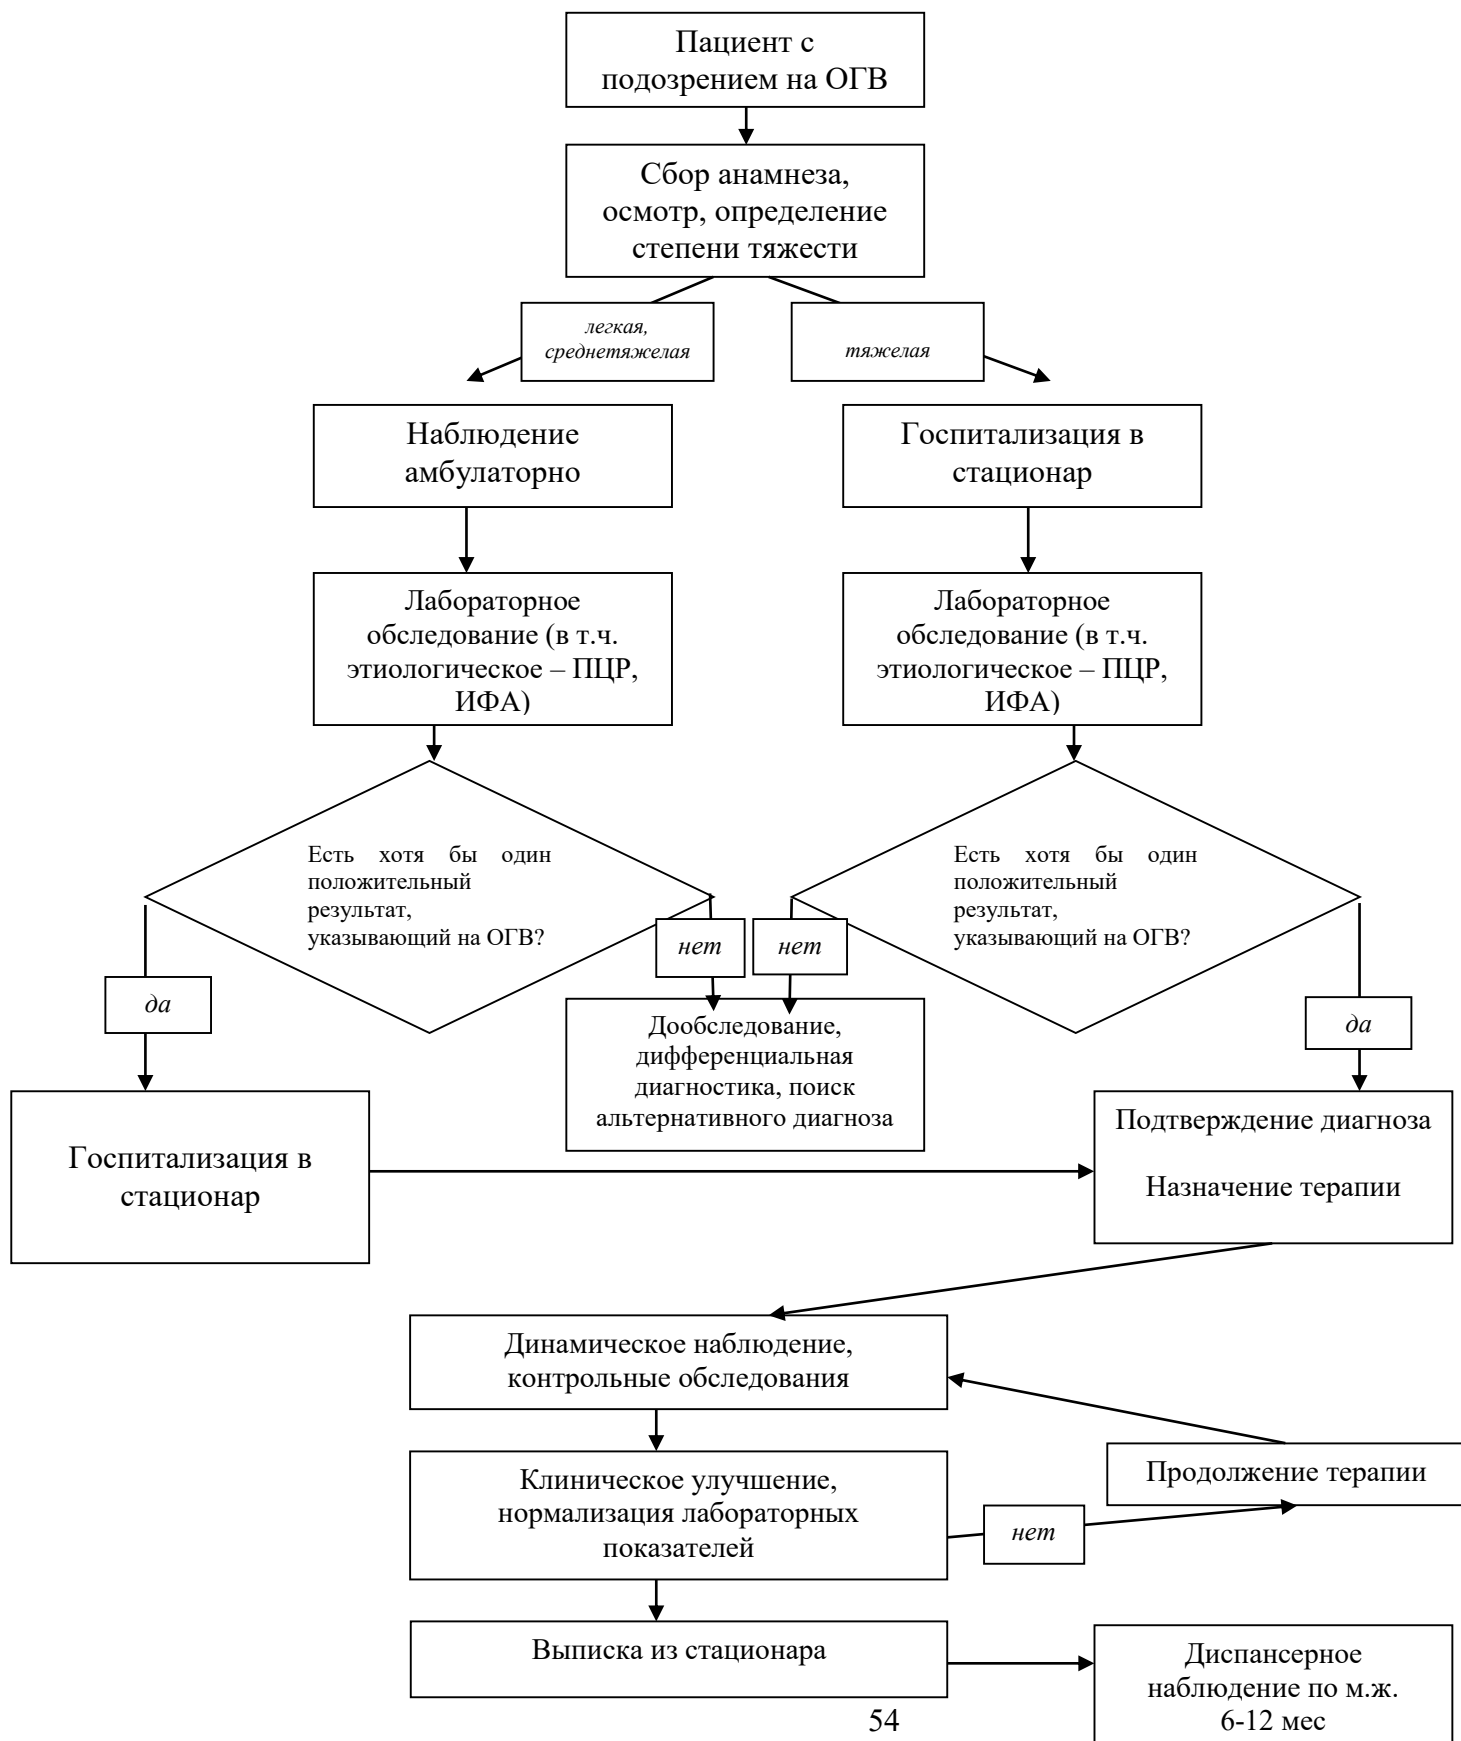 Пациент с
подозрением на ОГВ
Сбор анамнеза,
осмотр, определение
степени тяжести
легкая,
среднетяжелая
тяжелая
Наблюдение
амбулаторно
Госпитализация в
стационар
Лабораторное
обследование (в т.ч.
этиологическое – ПЦР,
ИФА)
Лабораторное
обследование (в т.ч.
этиологическое – ПЦР,
ИФА)
Есть хотя бы один
положительный
результат,
указывающий на ОГВ?
Есть хотя бы один
положительный
результат,
указывающий на ОГВ?
нет
нет
да
да
Дообследование,
дифференциальная
диагностика, поиск
альтернативного диагноза
Госпитализация в
стационар
Подтверждение диагноза
Назначение терапии
Динамическое наблюдение,
контрольные обследования
Клиническое улучшение,
нормализация лабораторных
показателей
Продолжение терапии
нет
Выписка из стационара
Диспансерное
наблюдение по м.ж.
6-12 мес
54